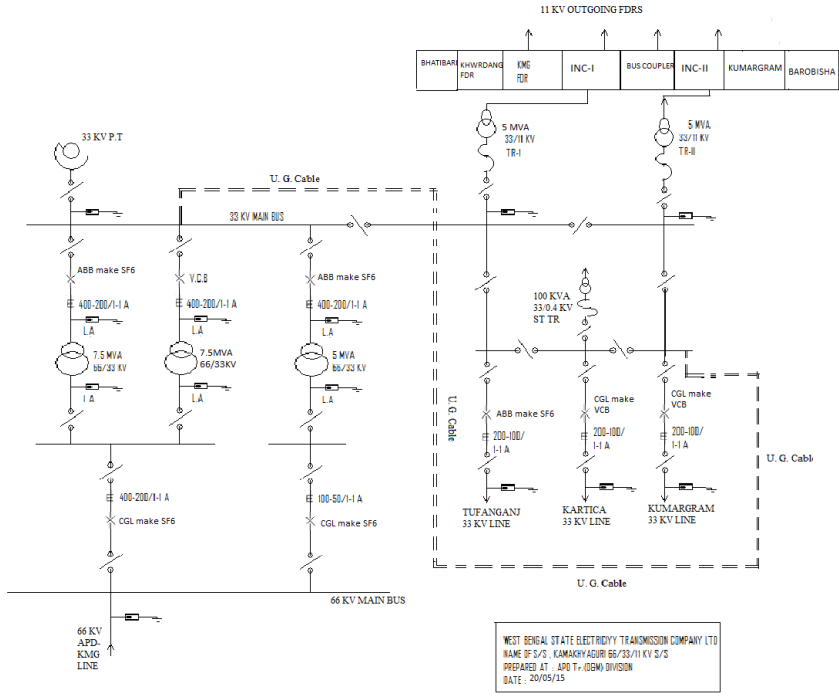 11 KV OUTGOING FDRS
BHATIBARI
KHWRDANG
FDR
KMG
FDR
INC-I
BUS COUPLER
INC-II
KUMARGRAM
BAROBISHA
5 MVA
33/11 KV
TR-I
5 MVA
33/11 KV
TR-II
33 KV P.T
U. G. Cable
33 KV MAIN BUS
ABB make SF6
V.C.B
ABB make SF6
400-200/1-1 A
400-200/1-1 A
400-200/1-1 A
L.A
L.A
L.A
7.5 MVA
66/33 KV
7.5MVA
66/33KV
5 MVA
66/33 KV
L.A
L.A
L.A
100 KVA
33/0.4 KV
ST TR
U. G. Cable
ABB make SF6
CGL make
VCB
CGL make
VCB
200-100/
1-1 A
200-100/
1-1 A
200-100/
1-1 A
U. G. Cable
TUFANGANJ
33 KV LINE
KARTICA
33 KV LINE
KUMARGRAM
33 KV LINE
400-200/1-1 A
100-50/1-1 A
CGL make SF6
CGL make SF6
U. G. Cable
66 KV MAIN BUS
66 KV
APD-
KMG
LINE
WEST BENGAL STATE ELECTRICIYY TRANSMISSION COMPANY LTD
NAME OF S/S , KAMAKHYAGURI 66/33/11 KV S/S
PREPARED AT : APD Tr.(O&M) DIVISION
DATE : 20/05/15